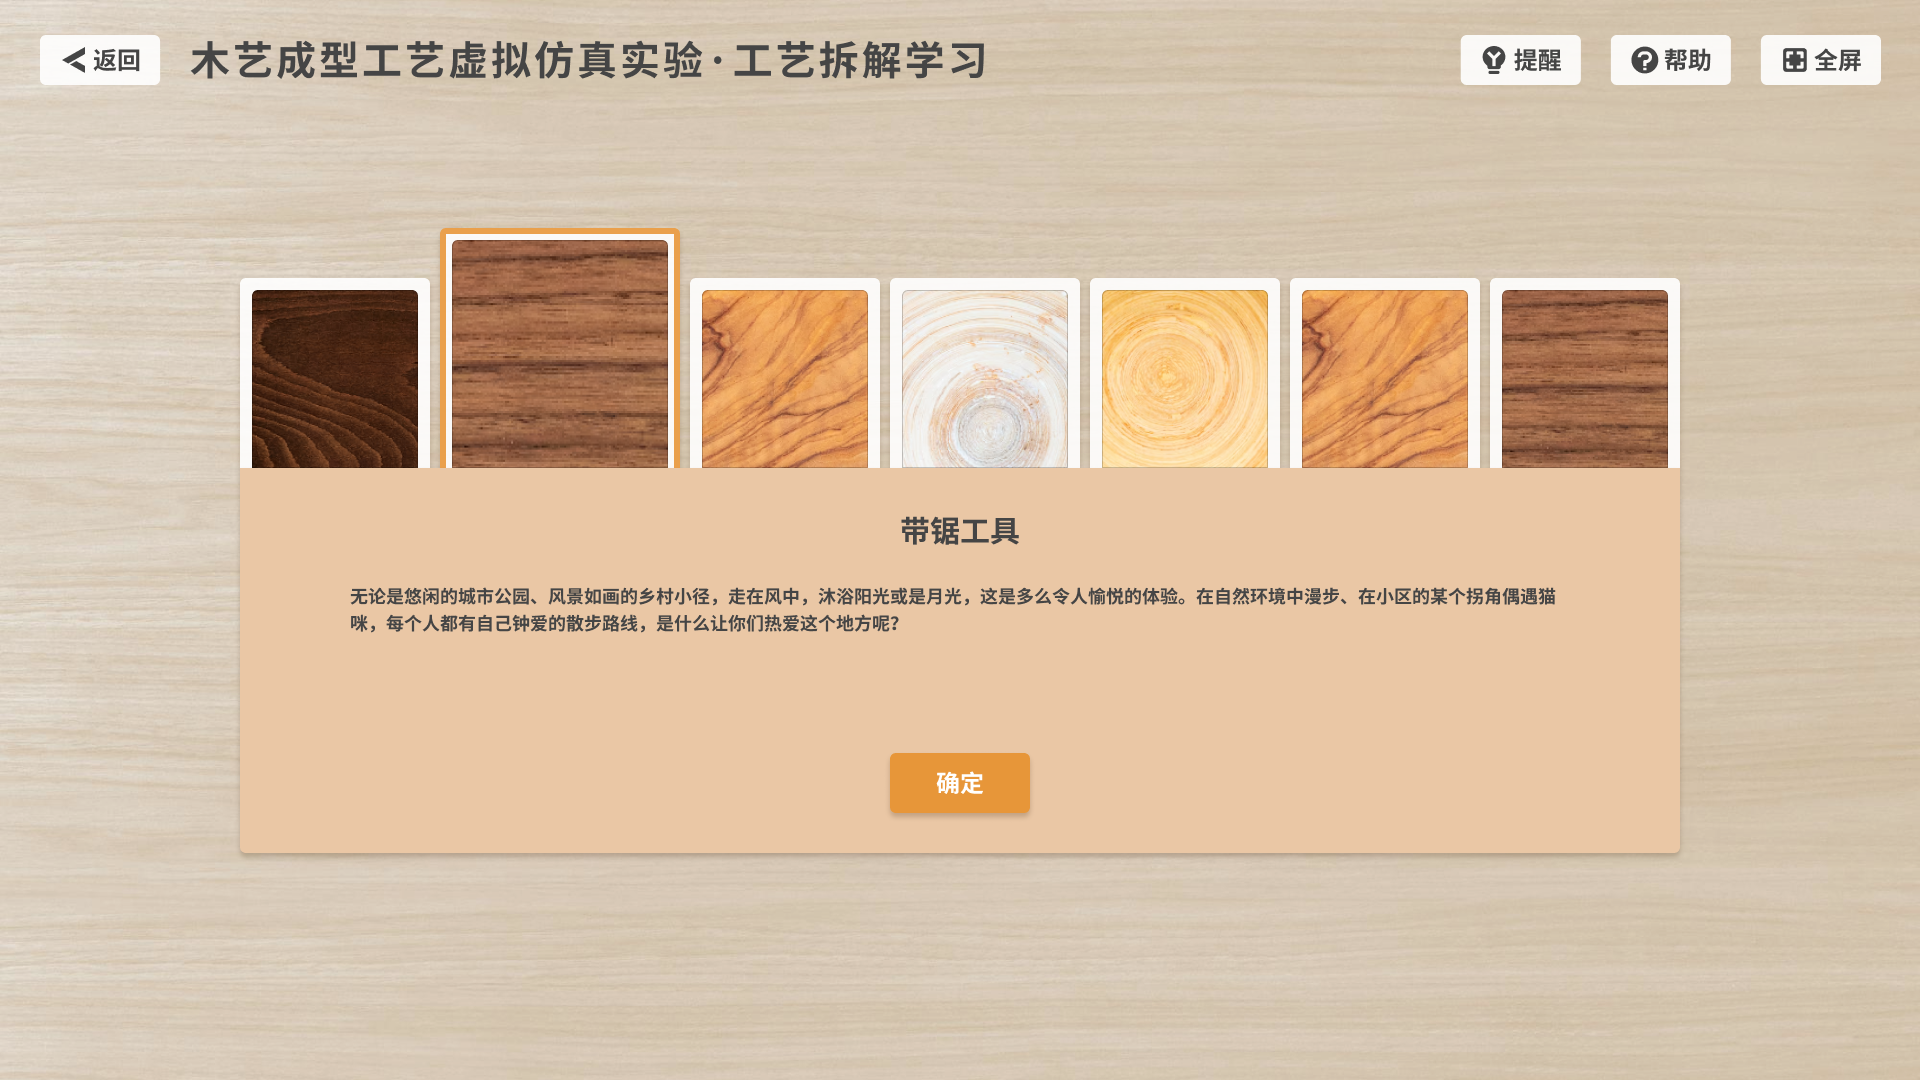 返回
木艺成型工艺虚拟仿真实验·工艺拆解学习
提醒
帮助
全屏
带锯工具
无论是悠闲的城市公园、风景如画的乡村小径，走在风中，沐浴阳光或是月光，这是多么令人愉悦的体验。在自然环境中漫步、在小区的某个拐角偶遇猫
咪，每个人都有自己钟爱的散步路线，是什么让你们热爱这个地方呢？
确定